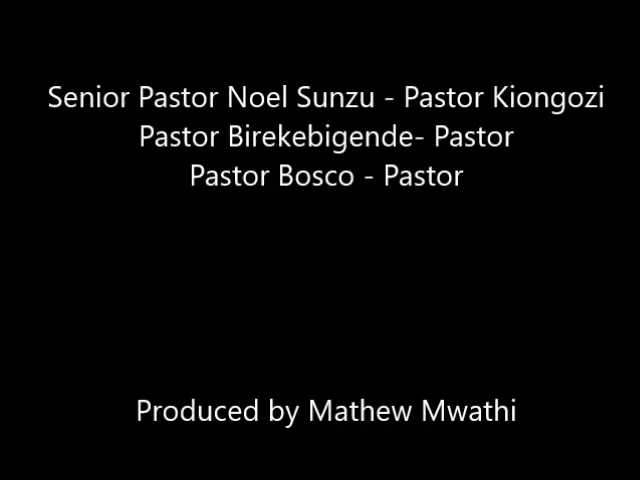 Senior Pastor Noel Sunzu - Pastor Kiongozi
Pastor Birekebigende- Pastor
Pastor Bosco - Pastor
Produced by Mathew Mwathi